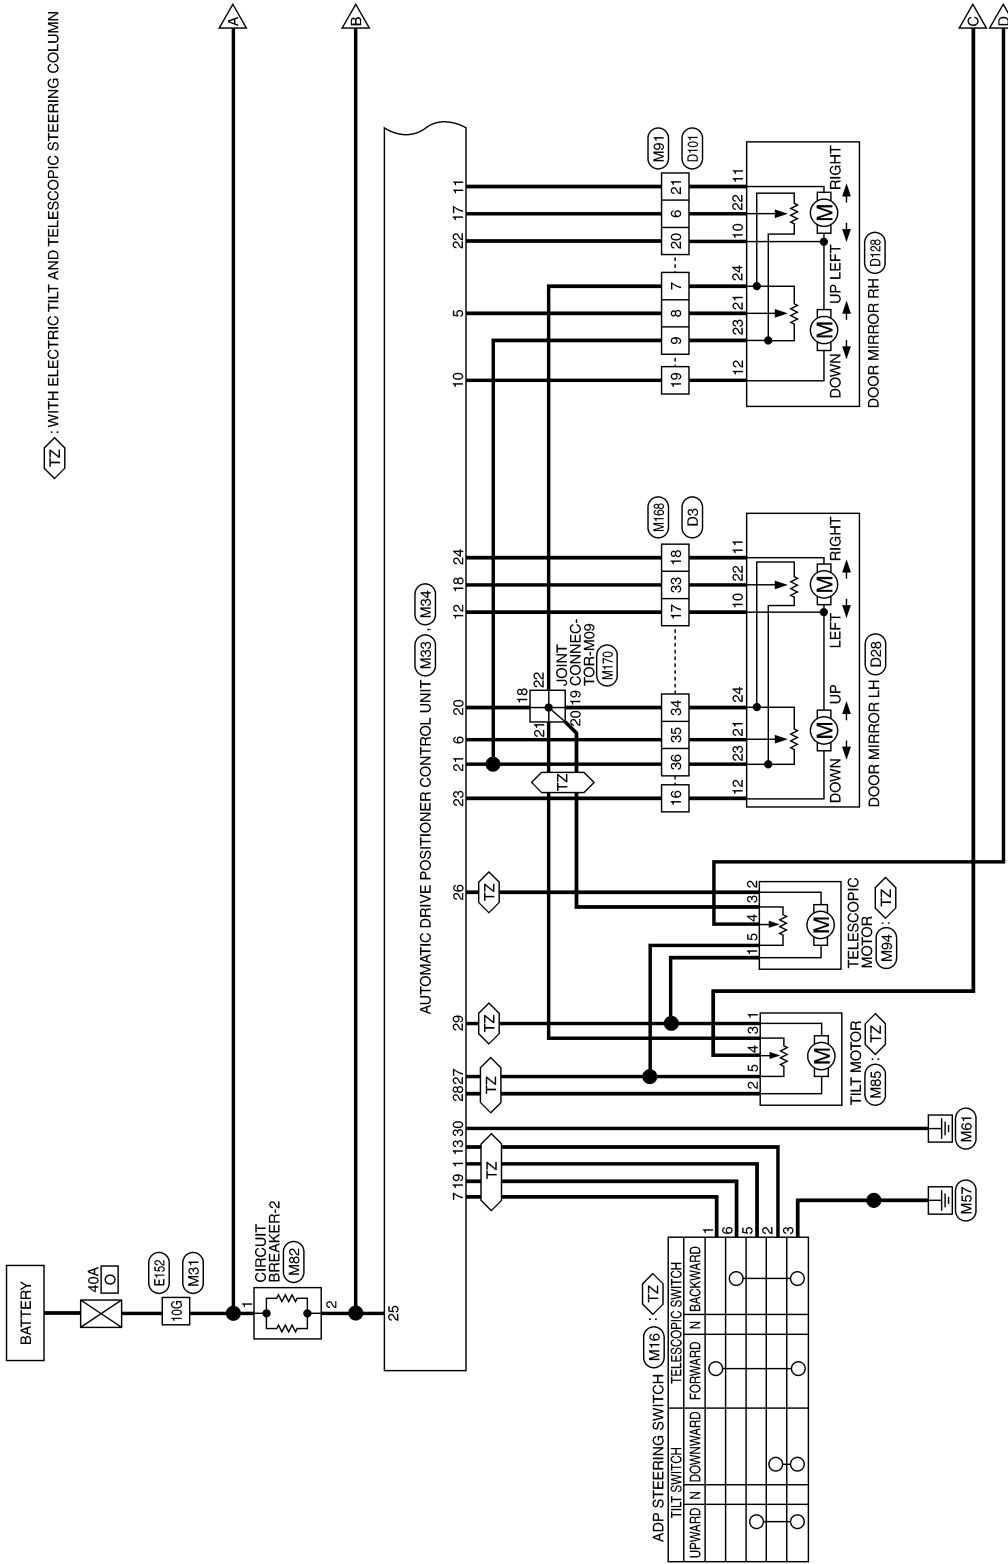 TZ : WITH ELECTRIC TILT AND TELESCOPIC STEERING COLUMN
BATTERY
40A O
10G E152 M31
A
1
CIRCUIT BREAKER-2 M82
2
B
25
AUTOMATIC DRIVE POSITIONER CONTROL UNIT M33 , M34
7 19 1 13 30 28 27 29 26 23 21 6 20 12 18 24 10 5 22 17 11
TZ TZ TZ TZ
TZ
18 22
21 20 19
JOINT CONNEC-TOR-M09 M170
16 36 35 34 17 33 18 M168 D3
19 9 8 7 20 6 21 M91 D101
12 23 21 24 10 22 11
M M
DOWN UP LEFT RIGHT
DOOR MIRROR LH D28
12 23 21 24 10 22 11
M M
DOWN UP LEFT RIGHT
DOOR MIRROR RH D128
2 5 4 3 1
M
TILT MOTOR M85 : TZ
1 5 4 3 2
M
TELESCOPIC MOTOR M94 : TZ
ADP STEERING SWITCH M16 : TZ
TILT SWITCH TELESCOPIC SWITCH
UPWARD N DOWNWARD FORWARD N BACKWARD
1
6
5
2
3
M57
M61
C
D